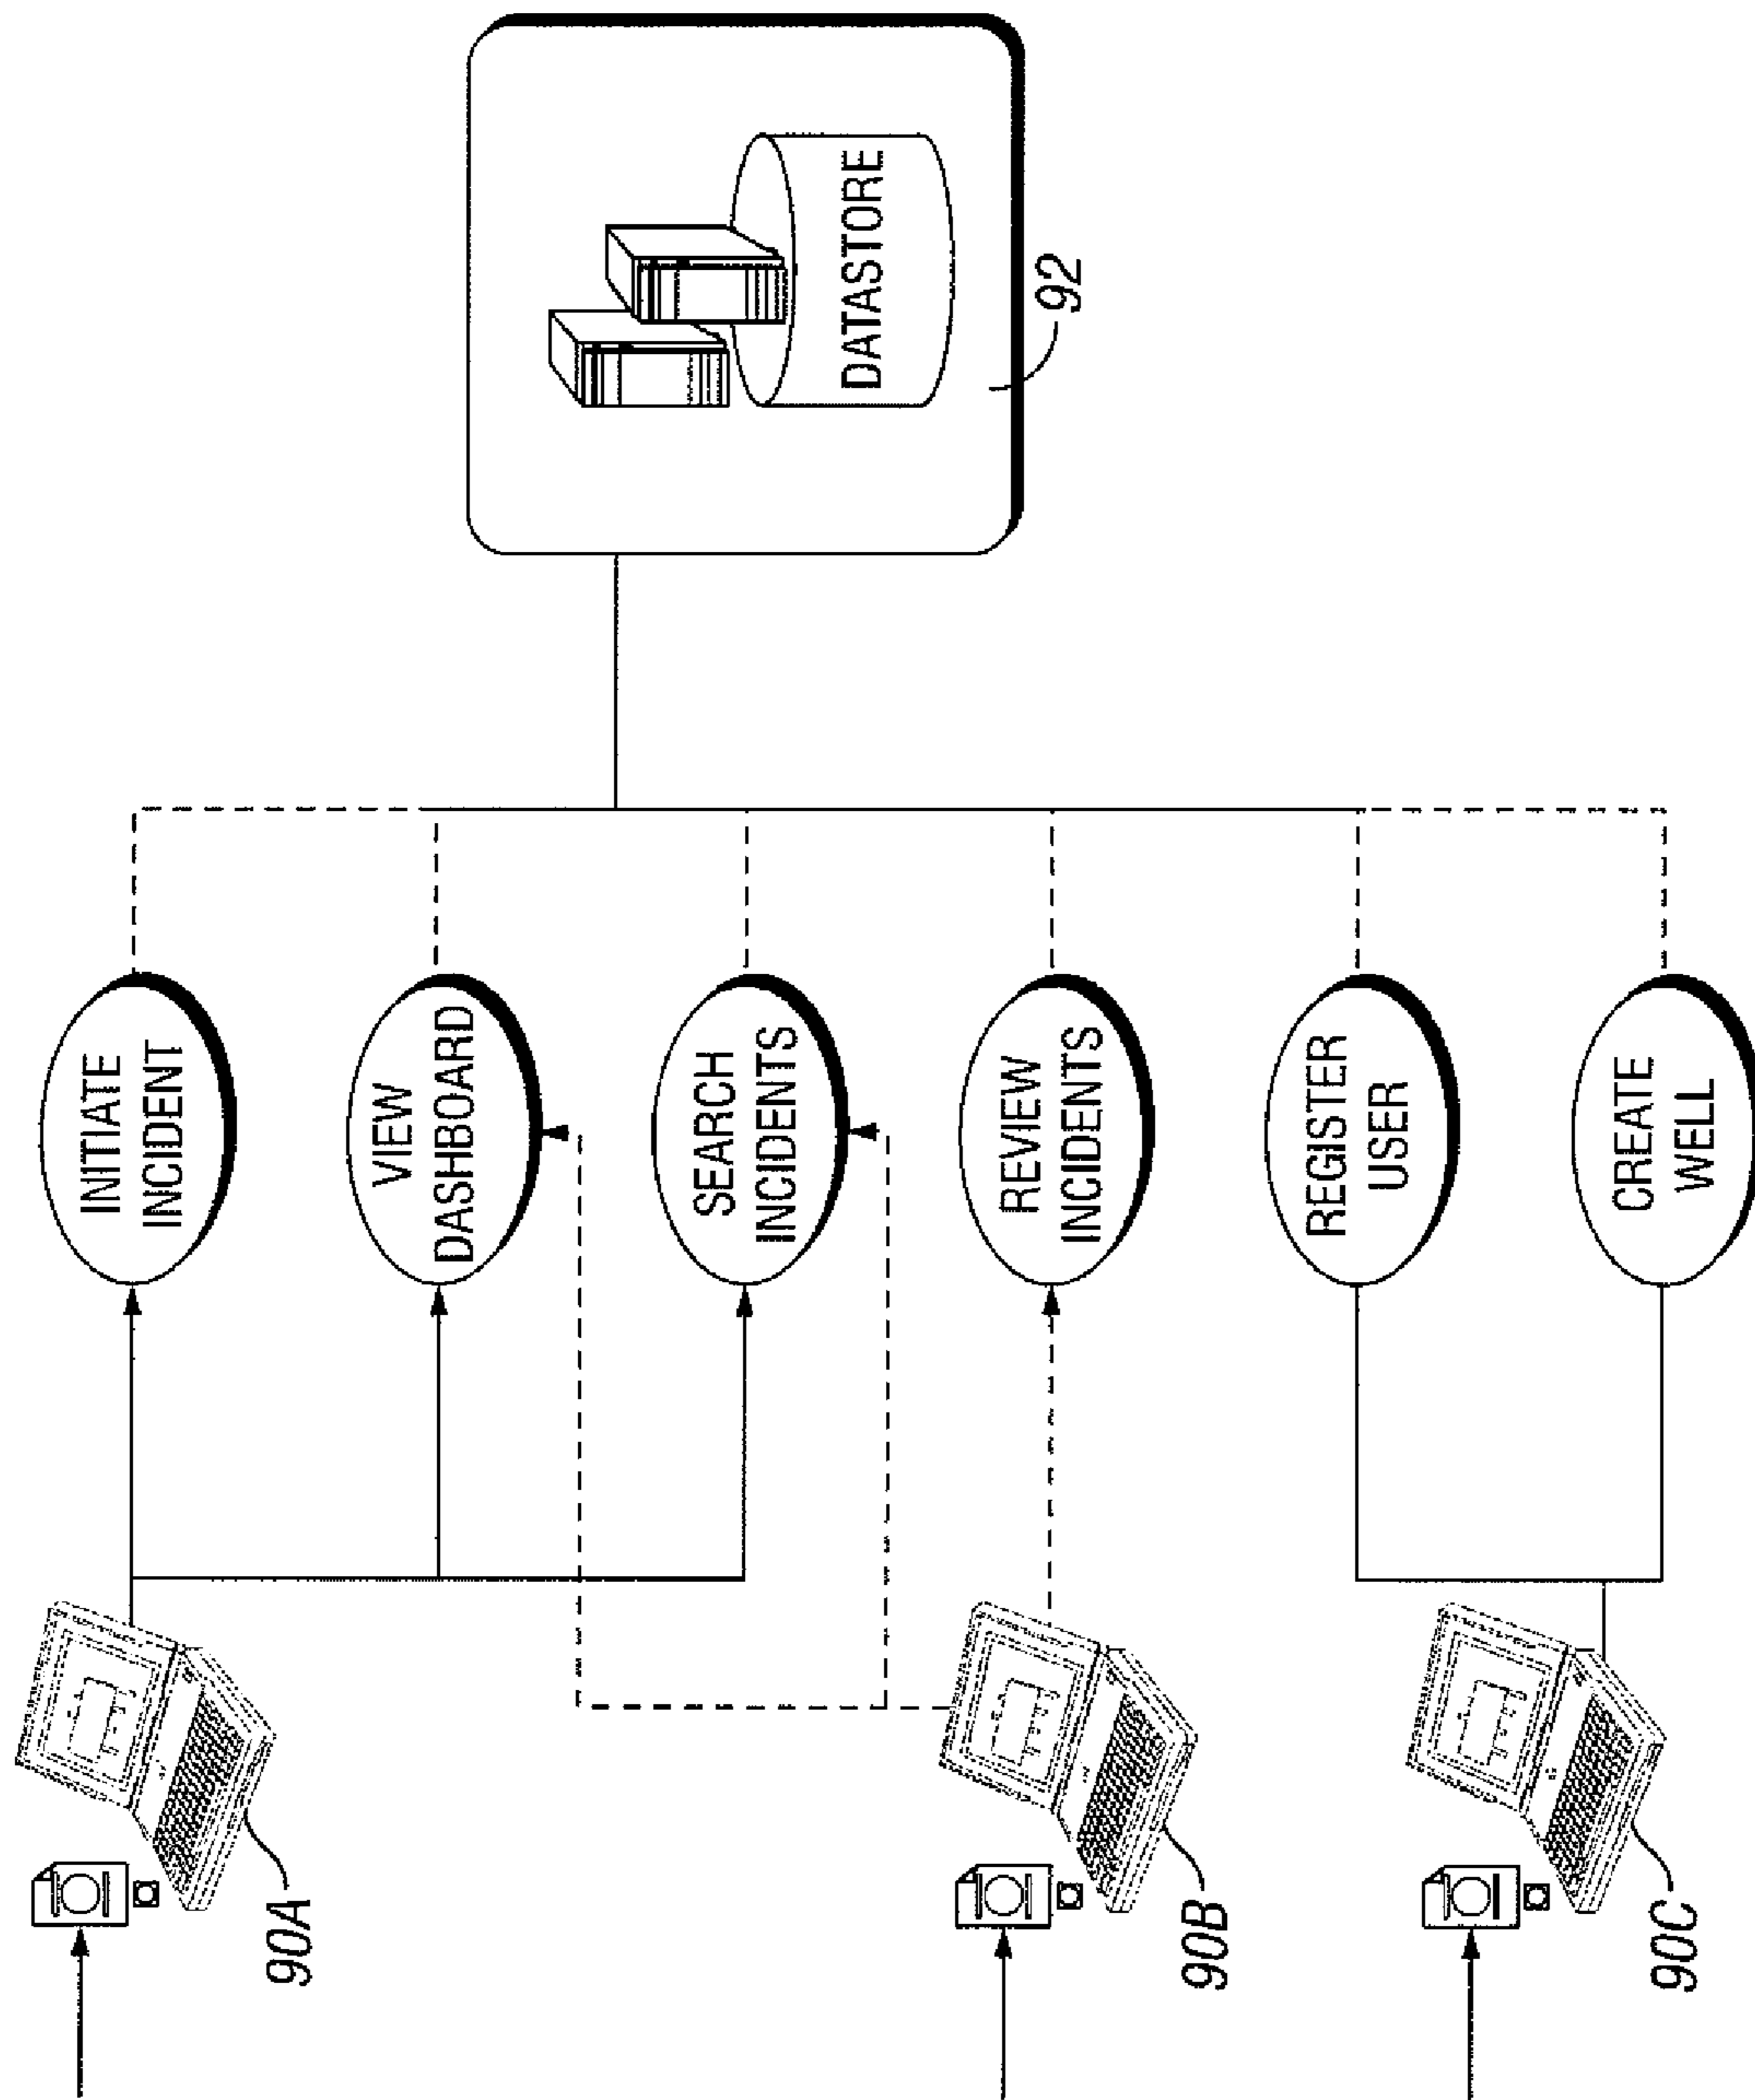 90A
90B
90C
INITIATE
INCIDENT
VIEW
DASHBOARD
SEARCH
INCIDENTS
REVIEW
INCIDENTS
REGISTER
USER
CREATE
WELL
DATASTORE
92